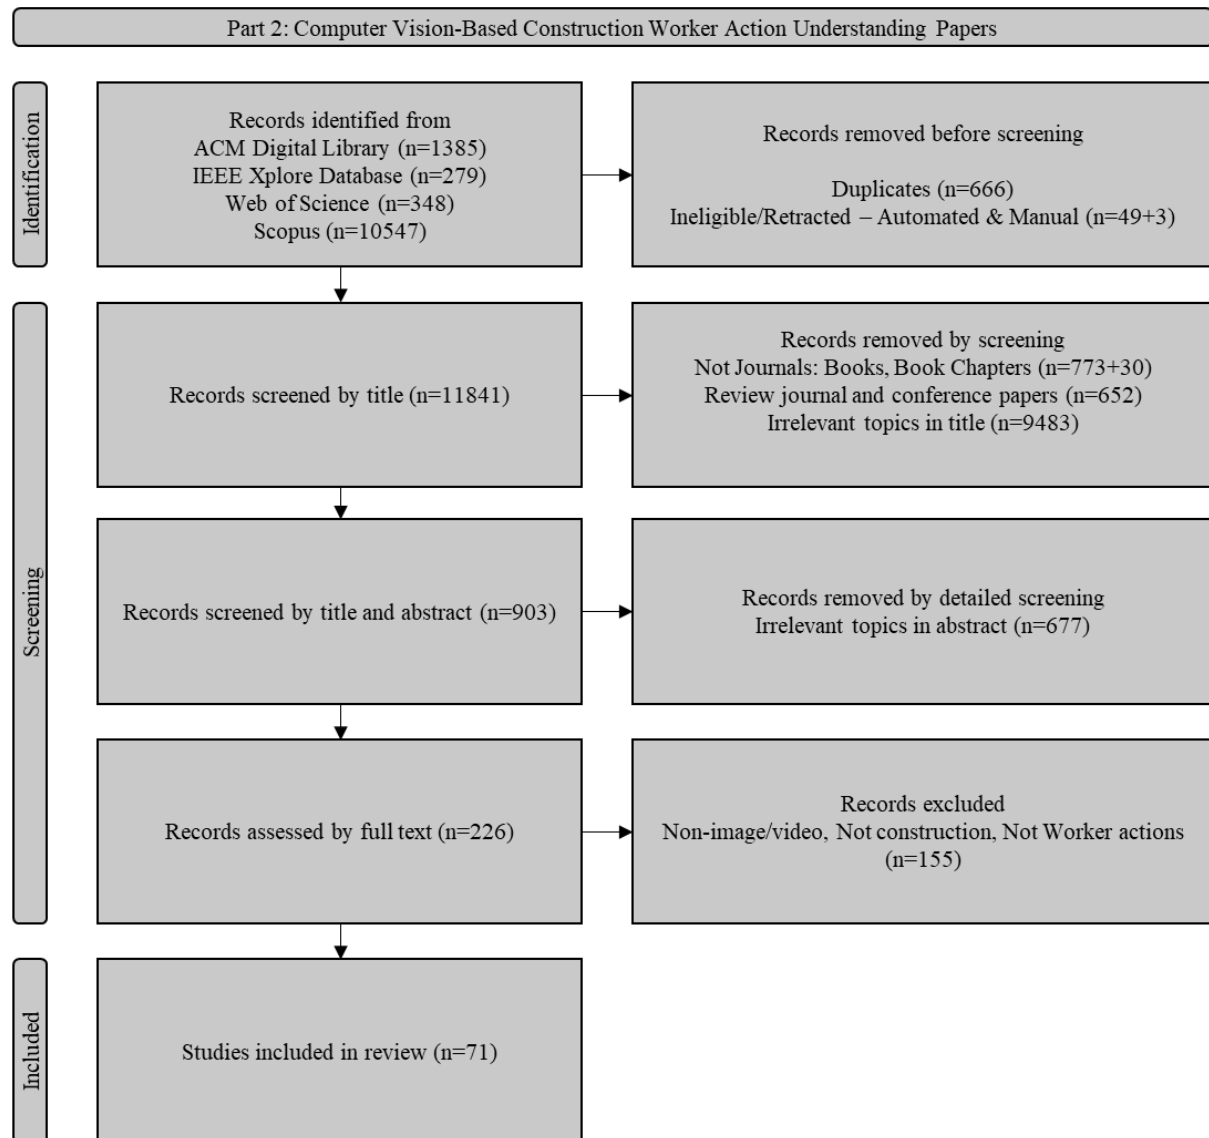 Part 2: Computer Vision-Based Construction Worker Action Understanding Papers
Identification
Records identified from
ACM Digital Library (n=1385)
IEEE Xplore Database (n=279)
Web of Science (n=348)
Scopus (n=10547)
Records removed before screening
Duplicates (n=666)
Ineligible/Retracted – Automated & Manual (n=49+3)
Screening
Records screened by title (n=11841)
Records removed by screening
Not Journals: Books, Book Chapters (n=773+30)
Review journal and conference papers (n=652)
Irrelevant topics in title (n=9483)
Records screened by title and abstract (n=903)
Records removed by detailed screening
Irrelevant topics in abstract (n=677)
Records assessed by full text (n=226)
Records excluded
Non-image/video, Not construction, Not Worker actions
(n=155)
Included
Studies included in review (n=71)